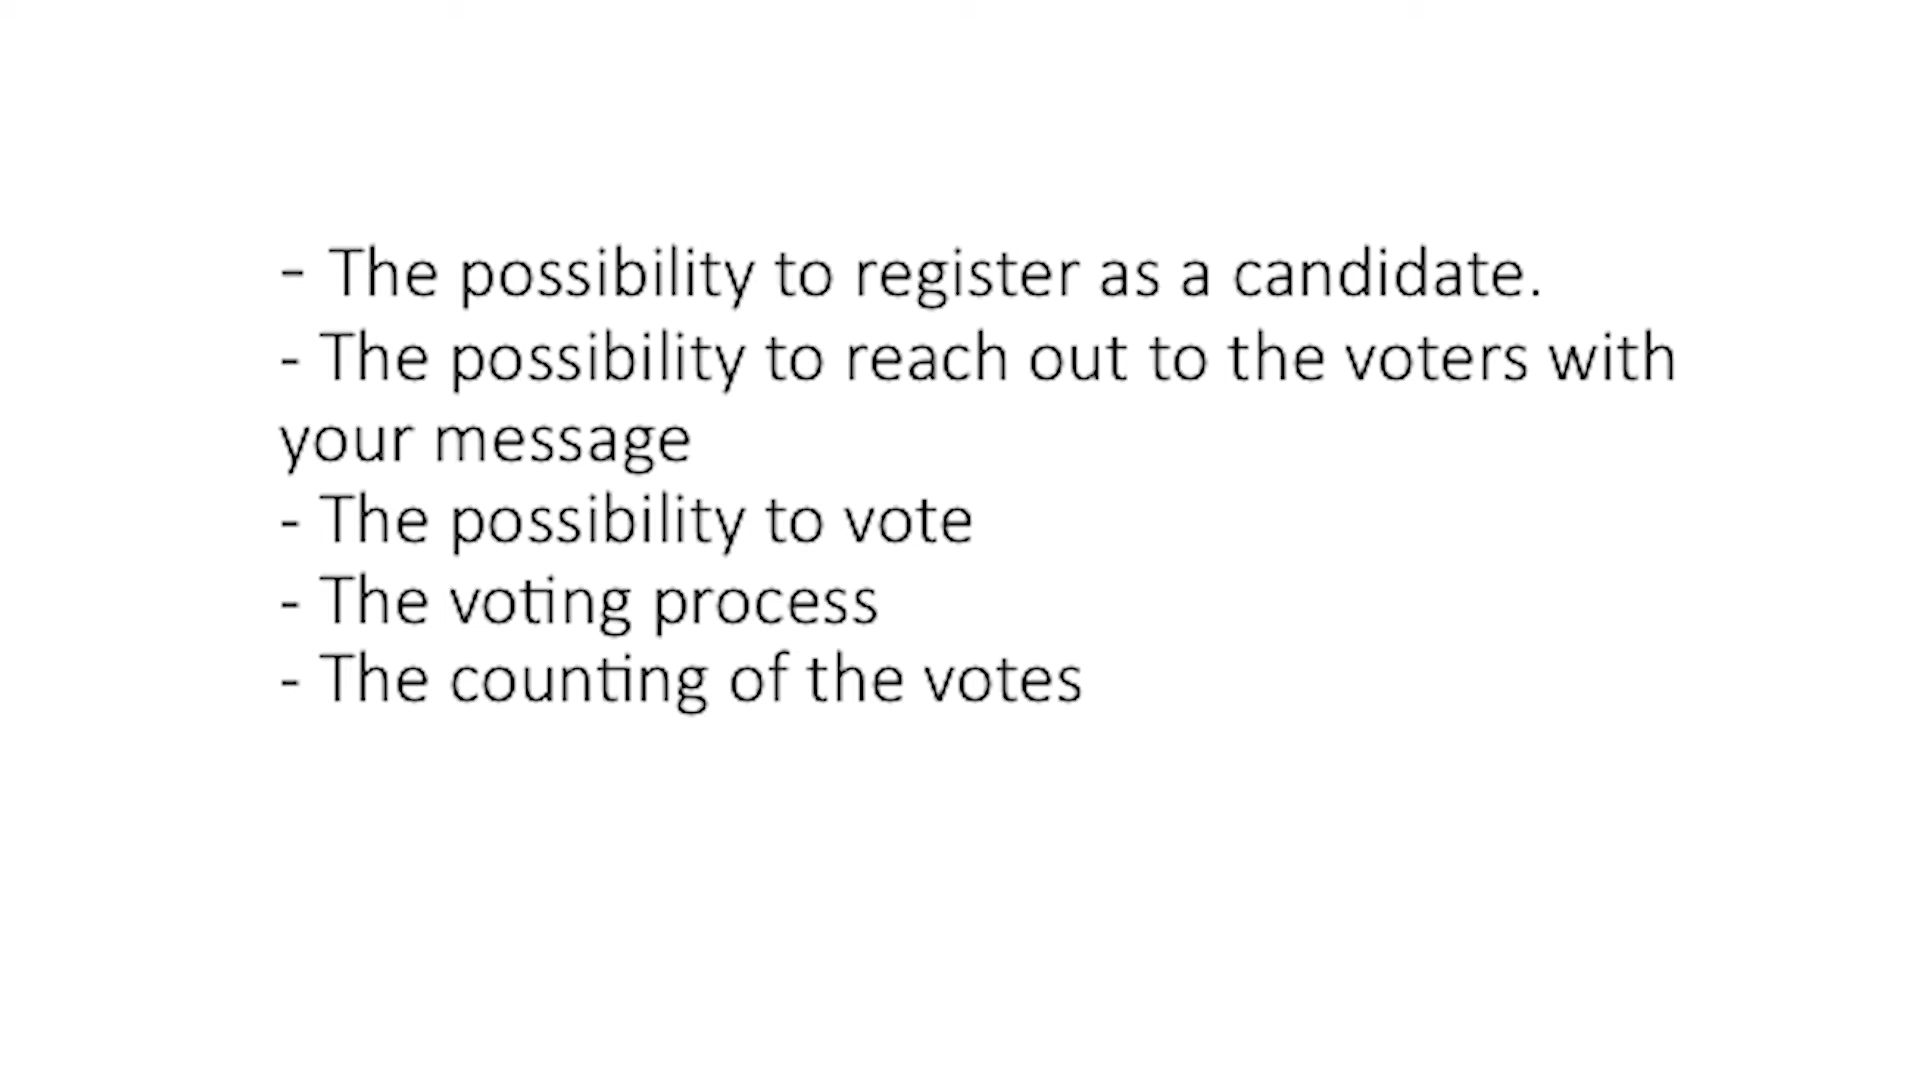 - The possibility to register as a candidate.
- The possibility to reach out to the voters with
your message
- The possibility to vote
- The voting process
- The counting of the votes